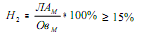 H₂ = ЛА_М / Ов_М * 100% ≥ 15%